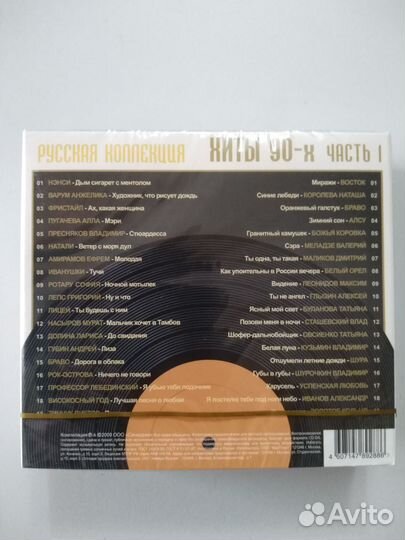 РУССКАЯ КОЛЛЕКЦИЯ
ХИТЫ 90-х ЧАСТЬ I
01 НЭНСИ - Дым сигарет с ментолом
02 ВАРУМ АНЖЕЛИКА - Художник, что рисует дождь
03 ФРИСТАЙЛ - Ах, какая женщина
04 ПУГАЧЕВА АЛЛА - Мэри
05 ПРЕСНЯКОВ ВЛАДИМИР - Стюардесса
06 НАТАЛИ - Ветер с моря дул
07 АМИРАМОВ ЕФРЕМ - Молодая
08 ИВАНУШКИ - Тучи
09 РОТАРУ СОФИЯ - Ночной мотылек
10 ЛЕПС ГРИГОРИЙ - Ну и что
11 ЛИЦЕЙ - Ты будешь с ним
12 НАСЫРОВ МУРАТ - Мальчик хочет в Тамбов
13 ДОЛИНА ЛАРИСА - До свидания
14 ГУБИН АНДРЕЙ - Лиза
15 БРАВО - Дорога в облака
16 РОК-ОСТРОВА - Ничего не говори
17 ПРОФЕССОР ЛЕБЕДИНСКИЙ - Я убью тебя лодочник
18 ВИСОКОСНЫЙ ГОД - Лучшая песня о любви
Миражи - ВОСТОК 01
Синие лебеди - КОРОЛЕВА НАТАША 02
Оранжевый галстук - БРАВО 03
Зимний сон - АЛСУ 04
Гранитный камушек - БОЖЬЯ КОРОВКА 05
Сэра - МЕЛАДЗЕ ВАЛЕРИЙ 06
Ты одна, ты такая - МАЛИКОВ ДМИТРИЙ 07
Как упоительны в России вечера - БЕЛЫЙ ОРЕЛ 08
Видение - ЛЕОНИДОВ МАКСИМ 09
Ты не ангел - ГЛЫЗИН АЛЕКСЕЙ 10
Ясный мой свет - БУЛАНОВА ТАТЬЯНА 11
Позови меня в ночи - СТАШЕВСКИЙ ВЛАД 12
Шофер-дальнобойщик - ОВСИЕНКО ТАТЬЯНА 13
Белая луна - КУЗЬМИН ВЛАДИМИР 14
Отшумели летние дожди - ШУРА 15
Губы в губы - ШУРОЧКИН ВЛАДИМИР 16
Карусель - УСПЕНСКАЯ ЛЮБОВЬ 17
Я постелю тебе под ноги небо - ИВАНОВ АЛЕКСАНДР 18
4 607147 892886
Avito